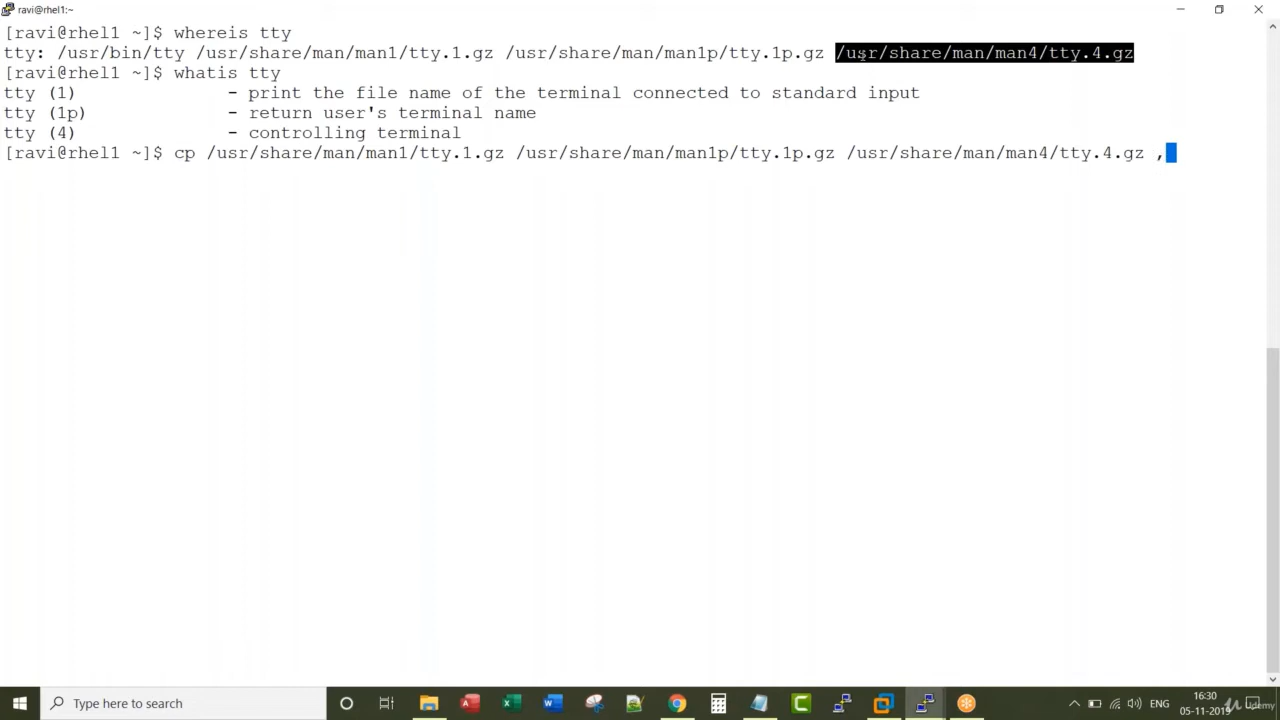 ravi@rhel1:~
[ravi@rhel1 ~]$ whereis tty
tty: /usr/bin/tty /usr/share/man/man1/tty.1.gz /usr/share/man/man1p/tty.1p.gz /usr/share/man/man4/tty.4.gz
[ravi@rhel1 ~]$ whatis tty
tty (1)              - print the file name of the terminal connected to standard input
tty (1p)             - return user's terminal name
tty (4)              - controlling terminal
[ravi@rhel1 ~]$ cp /usr/share/man/man1/tty.1.gz /usr/share/man/man1p/tty.1p.gz /usr/share/man/man4/tty.4.gz ,
Type here to search
ENG
16:30
05-11-2019
Udemy